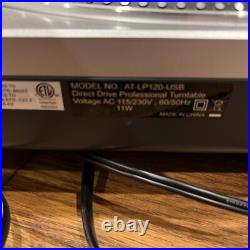 MODEL NO. AT-LP120-USB
Direct Drive Professional Turntable
Voltage AC 115/230V , 60/50Hz
11W
MADE IN CHINA